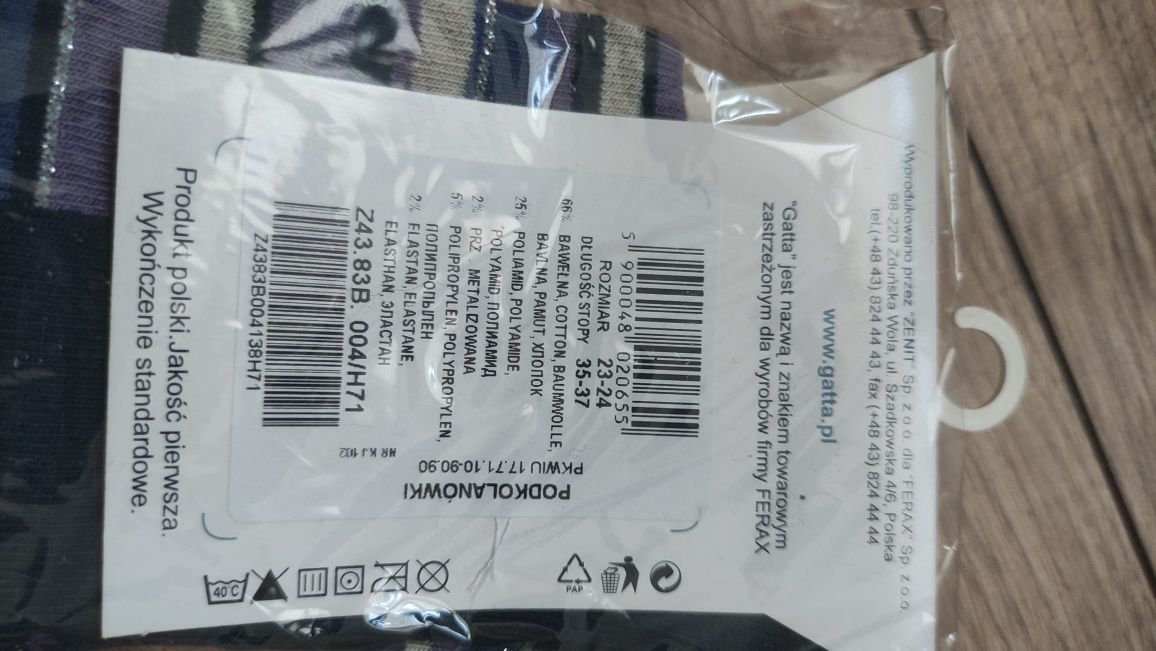 Wyprodukowano przez "ZENIT" Sp. z o.o. dla "FERAX" Sp. z o.o.
98-220 Zduńska Wola, ul. Szadkowska 4/6, Polska
tel.(+48 43) 824 44 43, fax (+48 43) 824 44 44
www.gatta.pl
"Gatta" jest nazwą i znakiem towarowym
zastrzeżonym dla wyrobów firmy FERAX
PODKOLANÓWKI
PKWIU 17.71.10-90.90
5 900048 020655
ROZMIAR 23-24
DŁUGOŚĆ STOPY 35-37
66% BAWEŁNA, COTTON, BAUMWOLLE,
BAVLNA, PAMUT, ХЛОПОК
25% POLIAMID, POLYAMIDE,
POLYAMID, ПОЛИАМИД
2% PRZ. METALIZOWANA
5% POLIPROPYLEN, POLYPROPYLEN,
ПОЛИПРОПЫЛЕН
2% ELASTAN, ELASTANE,
ELASTHAN, ЭЛАСТАН
Z43.83B. 004/H71
NR KJ 102
Z4383B004138H71
PAP
40°C
Produkt polski.Jakość pierwsza.
Wykończenie standardowe.